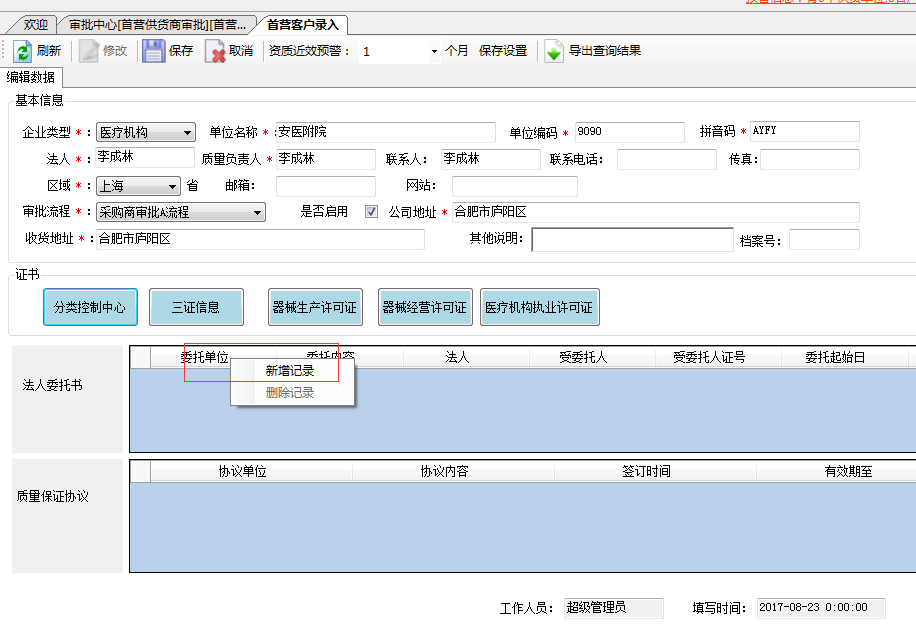 欢迎 审批中心[首营供货商审批][首营... 首营客户录入
刷新 修改 保存 取消 资质近效预警： 1 个月 保存设置 导出查询结果
编辑数据
基本信息
企业类型 * ： 医疗机构 单位名称 * : 安医附院 单位编码 * 9090 拼音码 * AYFY
法人 * ： 李成林 质量负责人 * 李成林 联系人： 李成林 联系电话： 传真：
区域 * ： 上海 省 邮箱： 网站：
审批流程 * ： 采购商审批A流程 是否启用 公司地址 * 合肥市庐阳区
收货地址 * ： 合肥市庐阳区 其他说明： 档案号：
证书
分类控制中心 三证信息 器械生产许可证 器械经营许可证 医疗机构执业许可证
法人委托书
委托单位 委托内容 法人 受委托人 受委托人证号 委托起始日
新增记录
删除记录
质量保证协议
协议单位 协议内容 签订时间 有效期至
工作人员： 超级管理员 填写时间： 2017-08-23 0:00:00